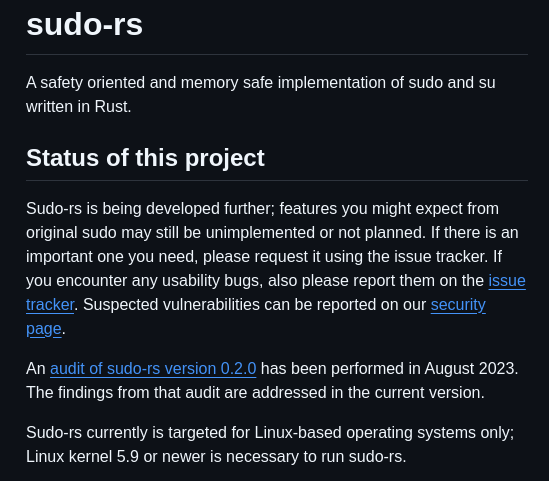 sudo-rs
A safety oriented and memory safe implementation of sudo and su
written in Rust.
Status of this project
Sudo-rs is being developed further; features you might expect from
original sudo may still be unimplemented or not planned. If there is an
important one you need, please request it using the issue tracker. If
you encounter any usability bugs, also please report them on the issue
tracker. Suspected vulnerabilities can be reported on our security
page.
An audit of sudo-rs version 0.2.0 has been performed in August 2023.
The findings from that audit are addressed in the current version.
Sudo-rs currently is targeted for Linux-based operating systems only;
Linux kernel 5.9 or newer is necessary to run sudo-rs.